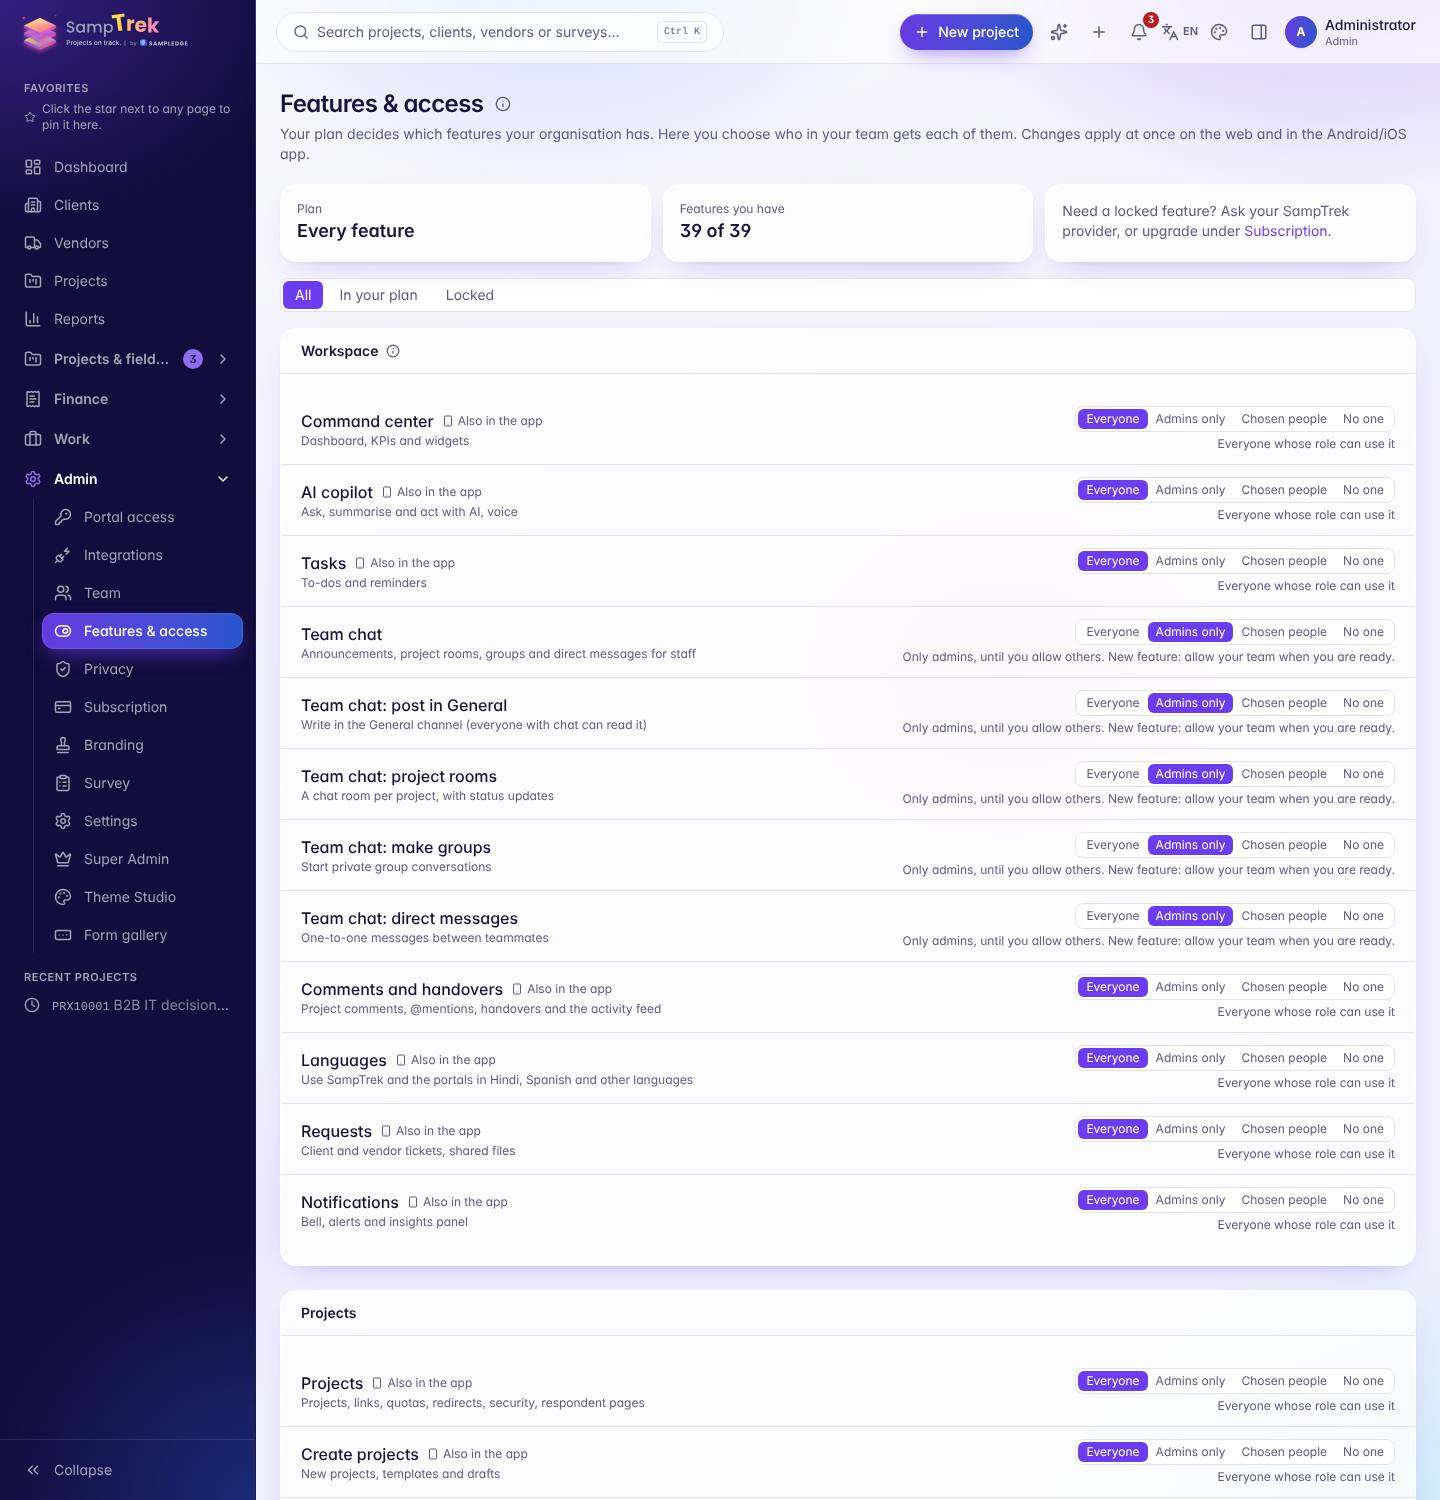 SampTrek
Projects on track. | by SAMPLEDGE
FAVORITES
Click the star next to any page to
pin it here.
Dashboard
Clients
Vendors
Projects
Reports
Projects & field... 3
Finance
Work
Admin
Portal access
Integrations
Team
Features & access
Privacy
Subscription
Branding
Survey
Settings
Super Admin
Theme Studio
Form gallery
RECENT PROJECTS
PRX10001 B2B IT decision...
Collapse
Search projects, clients, vendors or surveys... Ctrl K
New project
3
EN
A
Administrator
Admin
Features & access
Your plan decides which features your organisation has. Here you choose who in your team gets each of them. Changes apply at once on the web and in the Android/iOS
app.
Plan
Every feature
Features you have
39 of 39
Need a locked feature? Ask your SampTrek
provider, or upgrade under Subscription.
All In your plan Locked
Workspace
Command center Also in the app
Dashboard, KPIs and widgets
Everyone Admins only Chosen people No one
Everyone whose role can use it
AI copilot Also in the app
Ask, summarise and act with AI, voice
Everyone Admins only Chosen people No one
Everyone whose role can use it
Tasks Also in the app
To-dos and reminders
Everyone Admins only Chosen people No one
Everyone whose role can use it
Team chat
Announcements, project rooms, groups and direct messages for staff
Everyone Admins only Chosen people No one
Only admins, until you allow others. New feature: allow your team when you are ready.
Team chat: post in General
Write in the General channel (everyone with chat can read it)
Everyone Admins only Chosen people No one
Only admins, until you allow others. New feature: allow your team when you are ready.
Team chat: project rooms
A chat room per project, with status updates
Everyone Admins only Chosen people No one
Only admins, until you allow others. New feature: allow your team when you are ready.
Team chat: make groups
Start private group conversations
Everyone Admins only Chosen people No one
Only admins, until you allow others. New feature: allow your team when you are ready.
Team chat: direct messages
One-to-one messages between teammates
Everyone Admins only Chosen people No one
Only admins, until you allow others. New feature: allow your team when you are ready.
Comments and handovers Also in the app
Project comments, @mentions, handovers and the activity feed
Everyone Admins only Chosen people No one
Everyone whose role can use it
Languages Also in the app
Use SampTrek and the portals in Hindi, Spanish and other languages
Everyone Admins only Chosen people No one
Everyone whose role can use it
Requests Also in the app
Client and vendor tickets, shared files
Everyone Admins only Chosen people No one
Everyone whose role can use it
Notifications Also in the app
Bell, alerts and insights panel
Everyone Admins only Chosen people No one
Everyone whose role can use it
Projects
Projects Also in the app
Projects, links, quotas, redirects, security, respondent pages
Everyone Admins only Chosen people No one
Everyone whose role can use it
Create projects Also in the app
New projects, templates and drafts
Everyone Admins only Chosen people No one
Everyone whose role can use it